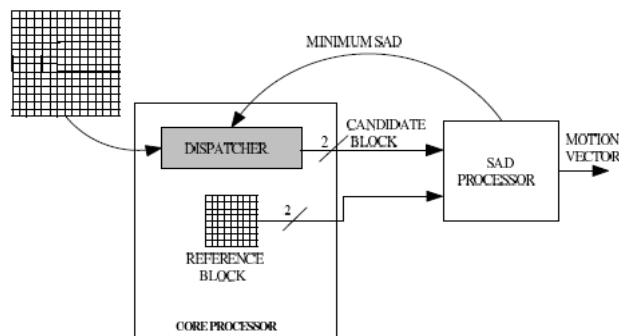 MINIMUM SAD
DISPATCHER
2
CANDIDATE
BLOCK
SAD
PROCESSOR
MOTION
VECTOR
2
REFERENCE
BLOCK
CORE PROCESSOR